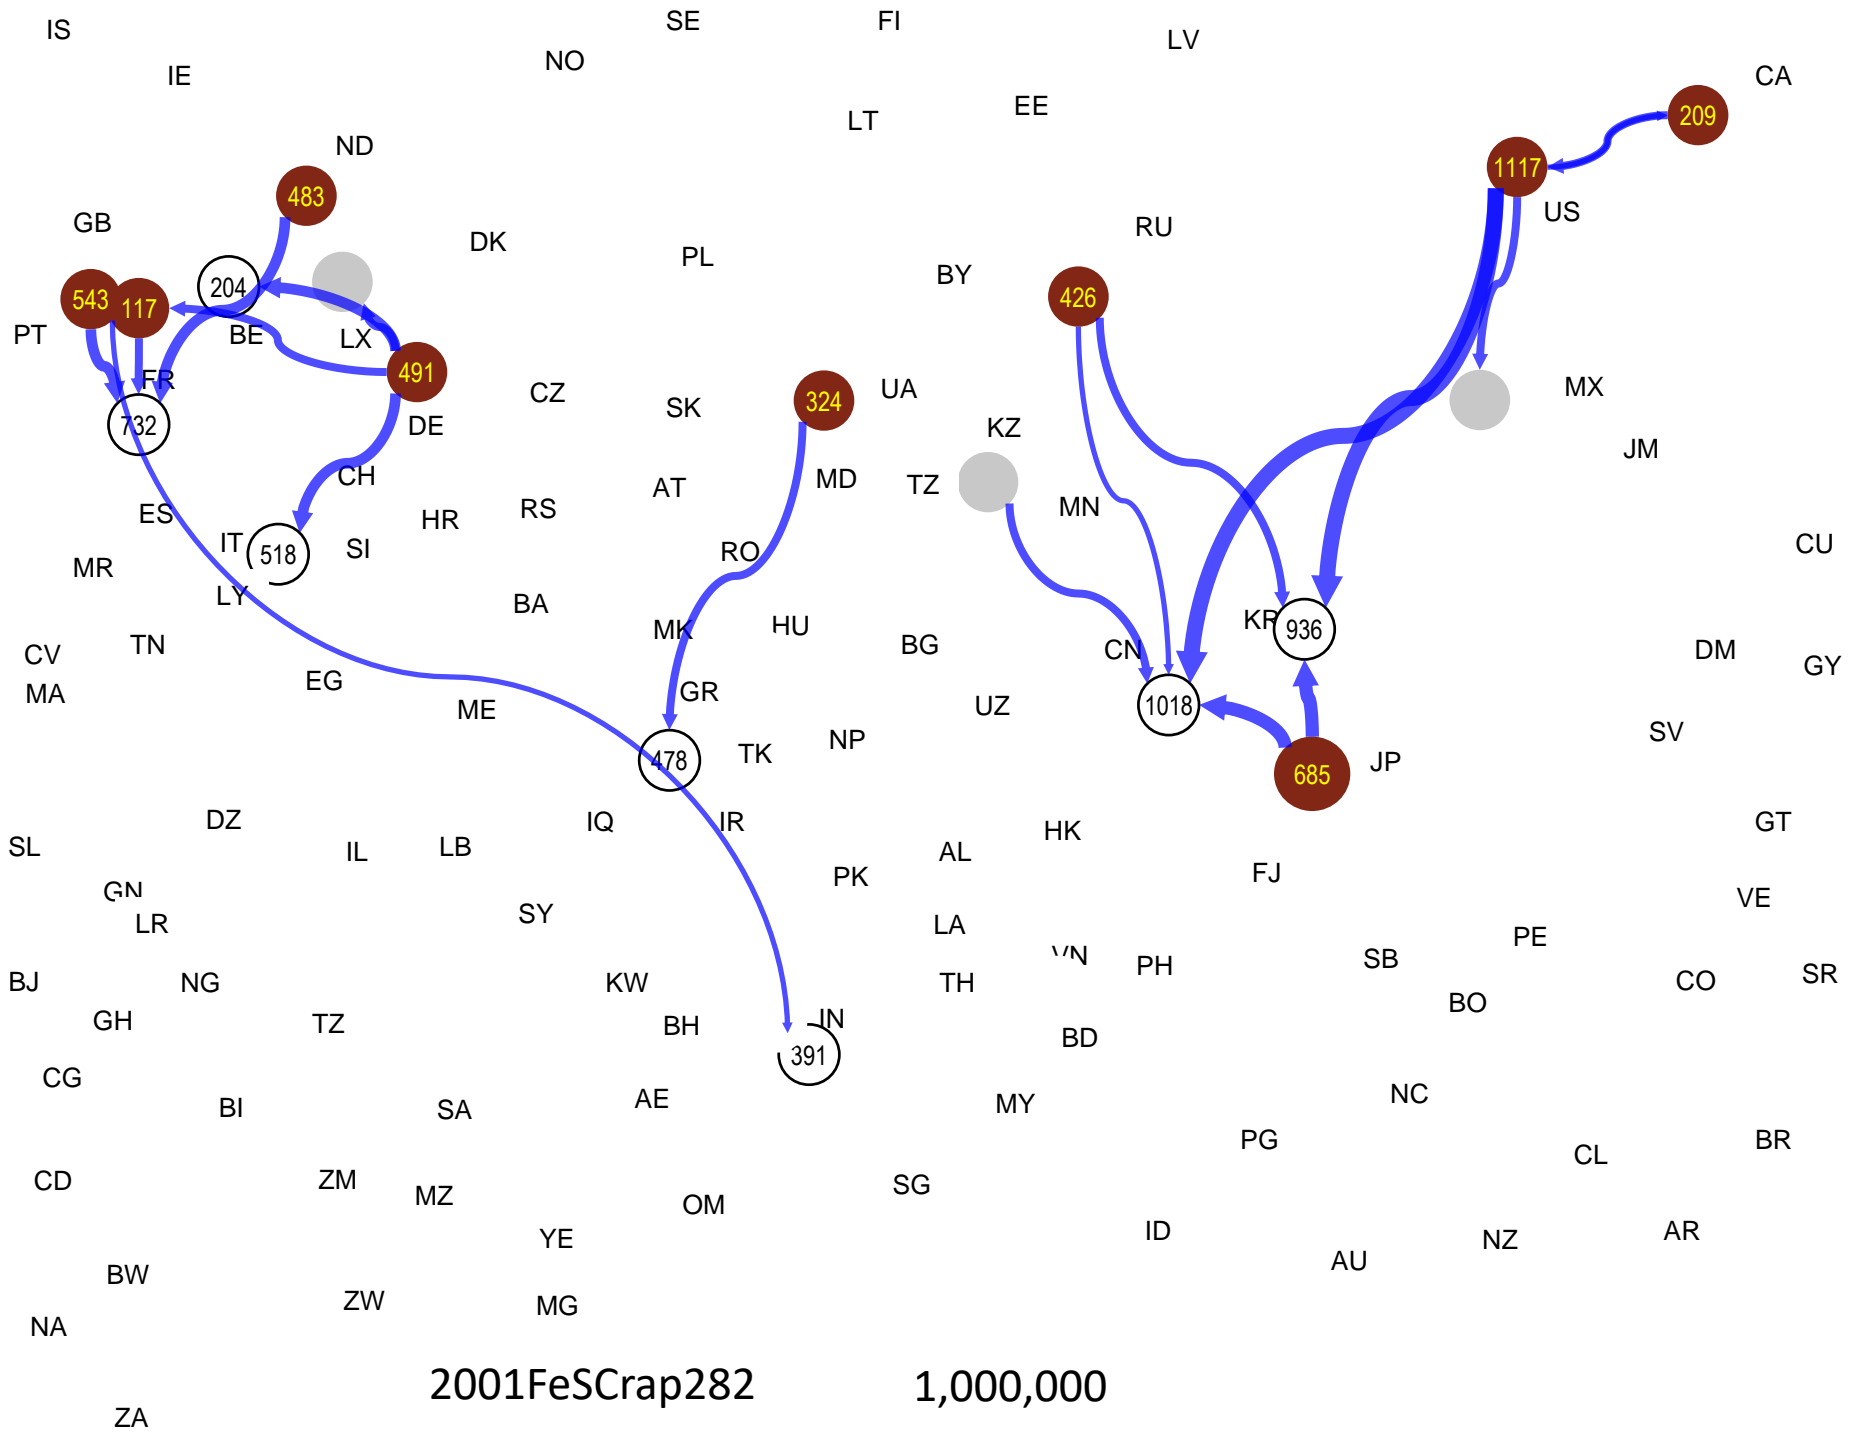 IS
SE
FI
LV
IE
NO
CA
EE
LT
209
ND
1117
483
US
GB
RU
DK
PL
BY
204
543
117
426
PT
BE
LX
FR
491
DE
CZ
SK
324
UA
MX
732
KZ
JM
CH
AT
MD
TZ
ES
HR
RS
MN
IT
518
SI
RO
CU
MR
LY
BA
MK
HU
KR
936
TN
BG
CN
DM
CV
MA
EG
GR
GY
ME
UZ
1018
SV
478
TK
NP
685
JP
DZ
IQ
IR
HK
GT
SL
IL
LB
AL
GN
PK
FJ
LR
SY
LA
VE
VN
PH
SB
PE
BJ
NG
KW
TH
BO
CO
SR
GH
TZ
BH
IN
BD
391
CG
BI
SA
AE
MY
NC
PG
BR
CL
CD
ZM
MZ
OM
SG
YE
ID
AU
NZ
AR
BW
ZW
MG
NA
2001FeSCrap282
1,000,000
ZA